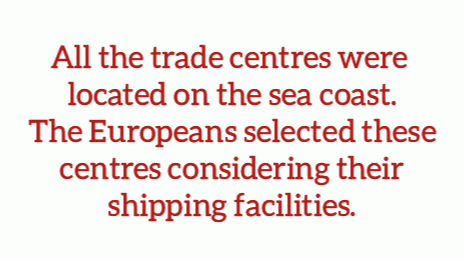 All the trade centres were
located on the sea coast.
The Europeans selected these
centres considering their
shipping facilities.